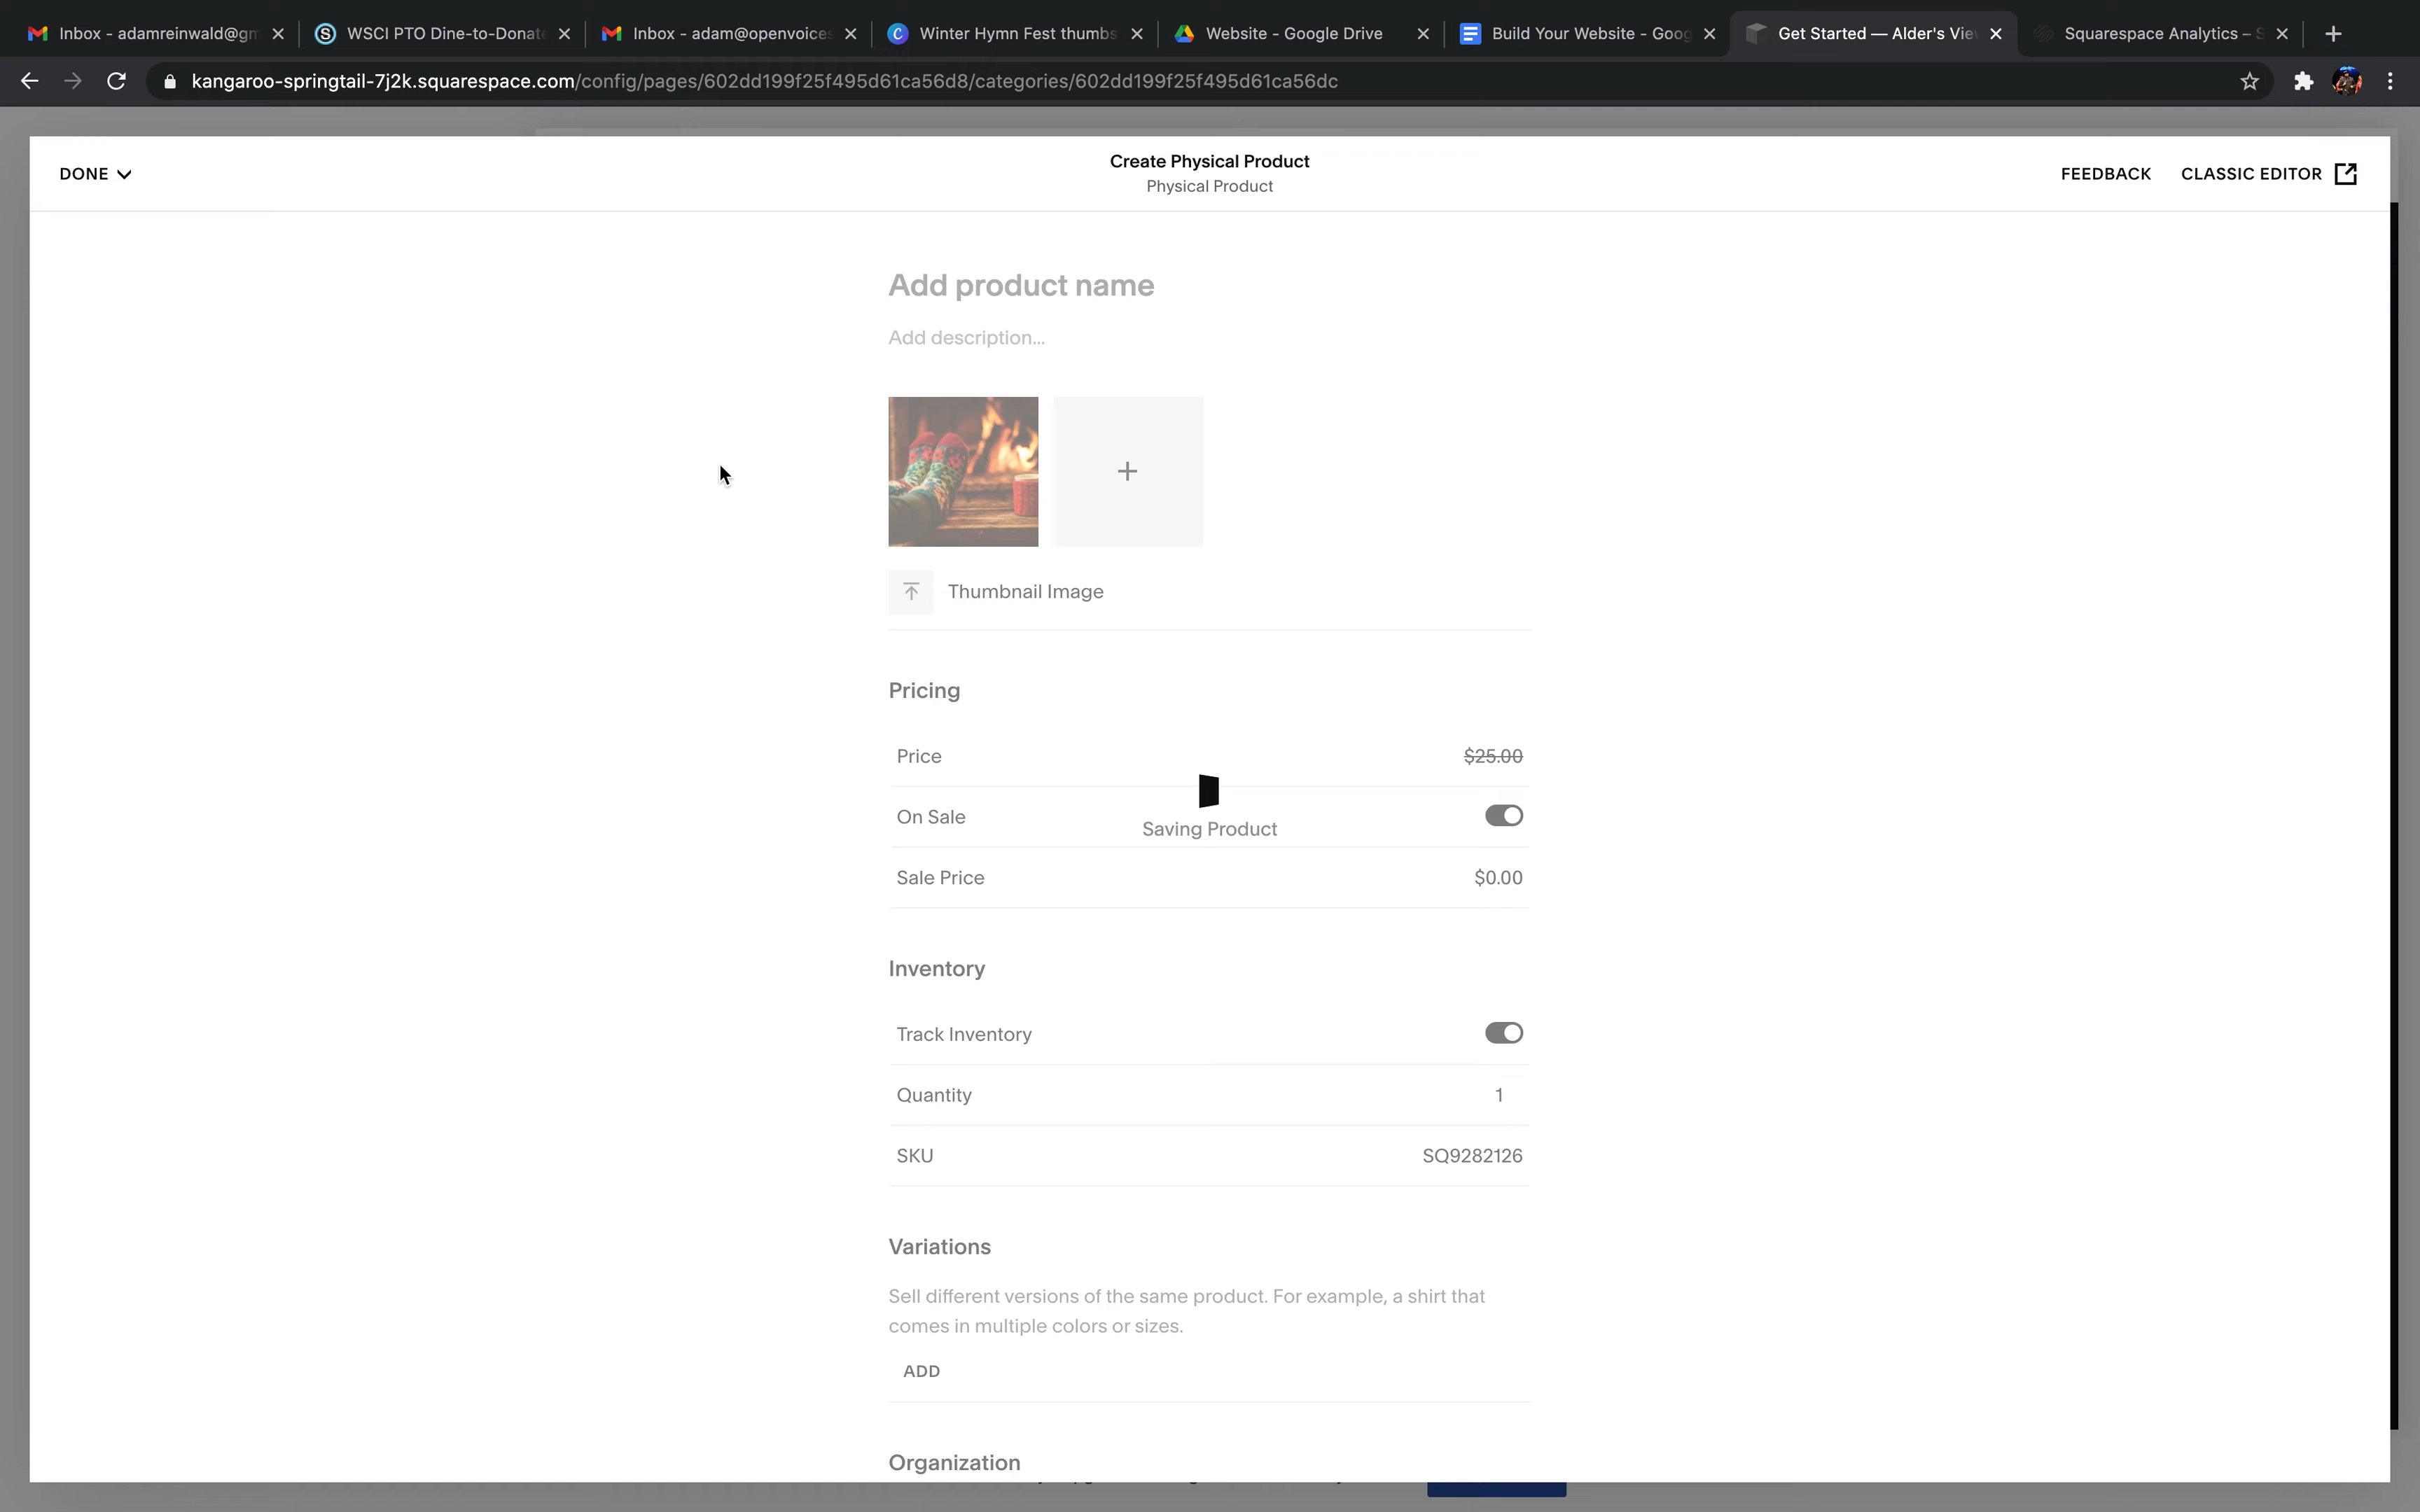 Inbox - adamreinwald@gm
WSCI PTO Dine-to-Donate
Inbox - adam@openvoices
Winter Hymn Fest thumbs
Website - Google Drive
Build Your Website - Goog
Get Started — Alder's Vie
Squarespace Analytics – S
kangaroo-springtail-7j2k.squarespace.com/config/pages/602dd199f25f495d61ca56d8/categories/602dd199f25f495d61ca56dc
DONE
Create Physical Product
Physical Product
FEEDBACK
CLASSIC EDITOR
Add product name
Add description...
Thumbnail Image
Pricing
Price $25.00
On Sale
Saving Product
Sale Price $0.00
Inventory
Track Inventory
Quantity 1
SKU SQ9282126
Variations
Sell different versions of the same product. For example, a shirt that
comes in multiple colors or sizes.
ADD
Organization